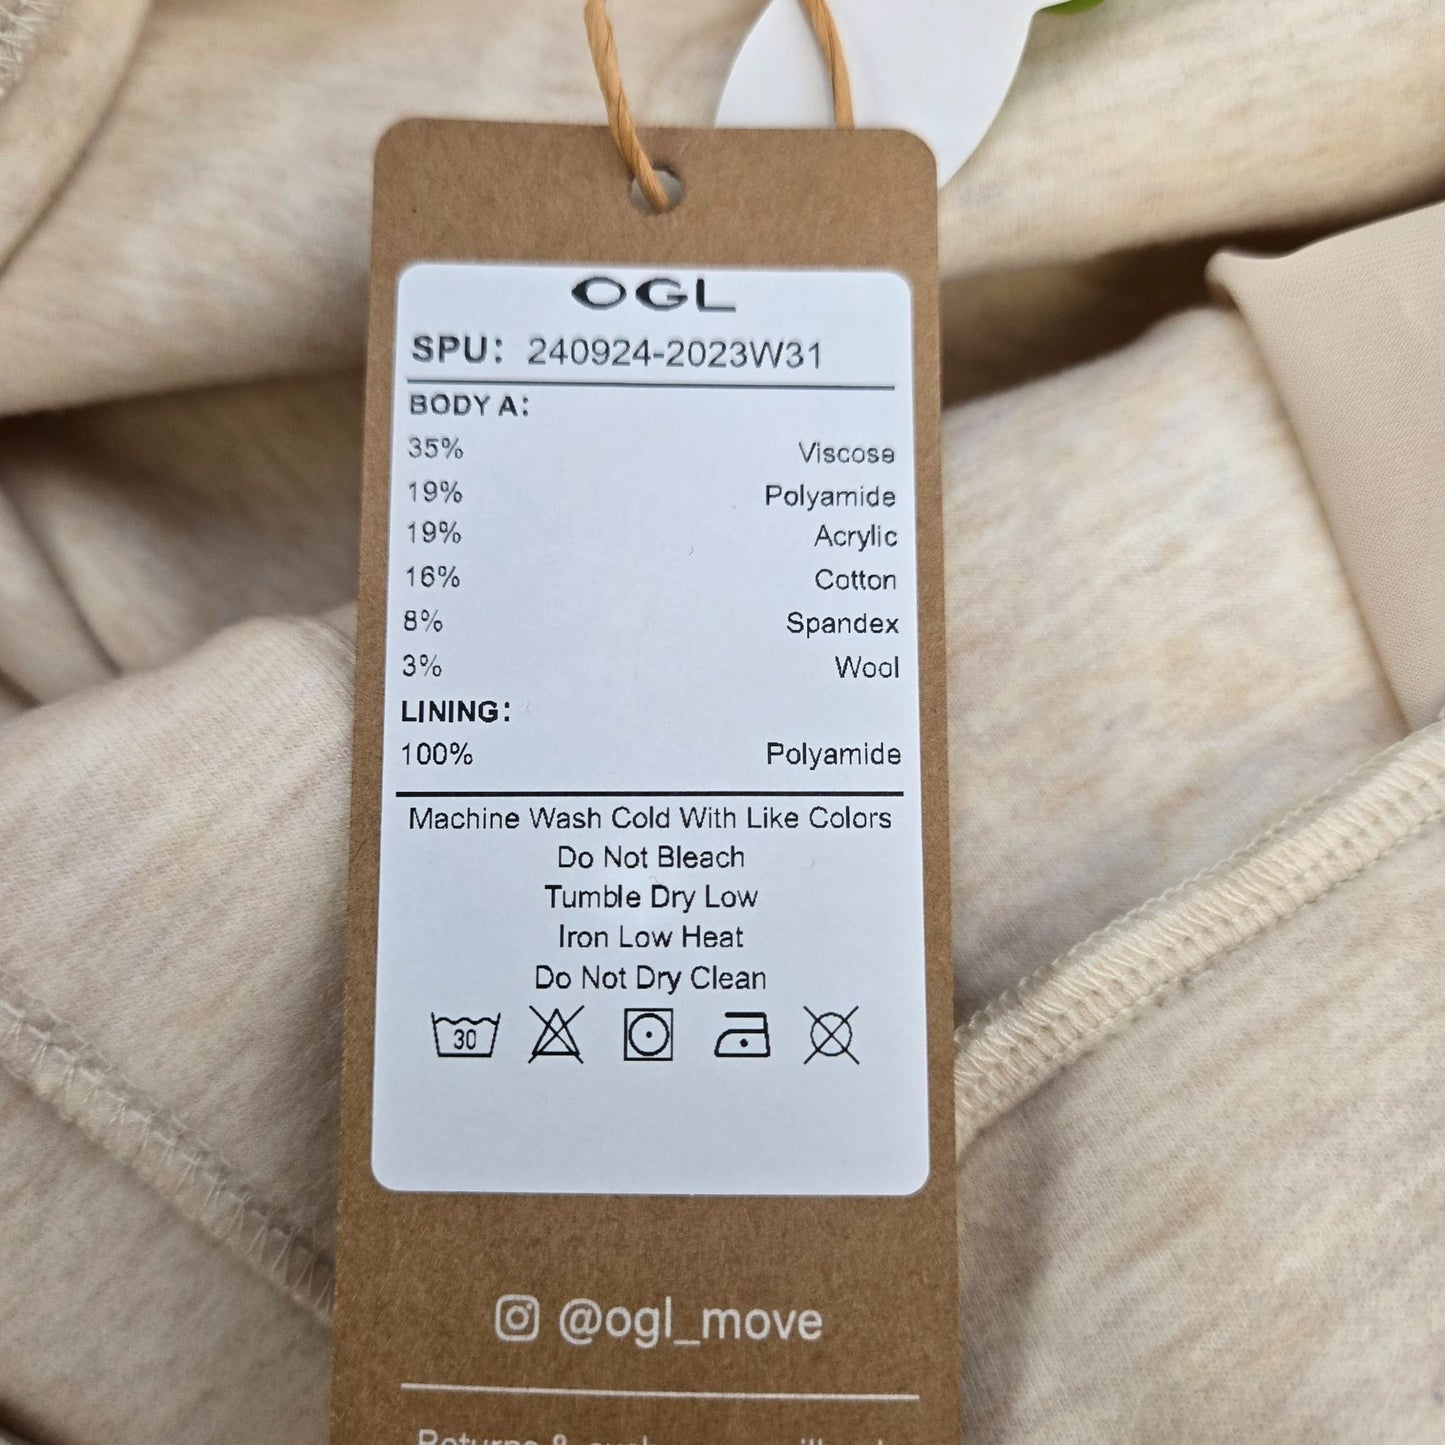 OGL
SPU: 240924-2023W31
BODY A:
35% Viscose
19% Polyamide
19% Acrylic
16% Cotton
8% Spandex
3% Wool
LINING:
100% Polyamide
Machine Wash Cold With Like Colors
Do Not Bleach
Tumble Dry Low
Iron Low Heat
Do Not Dry Clean
30
@ogl_move
Returns &